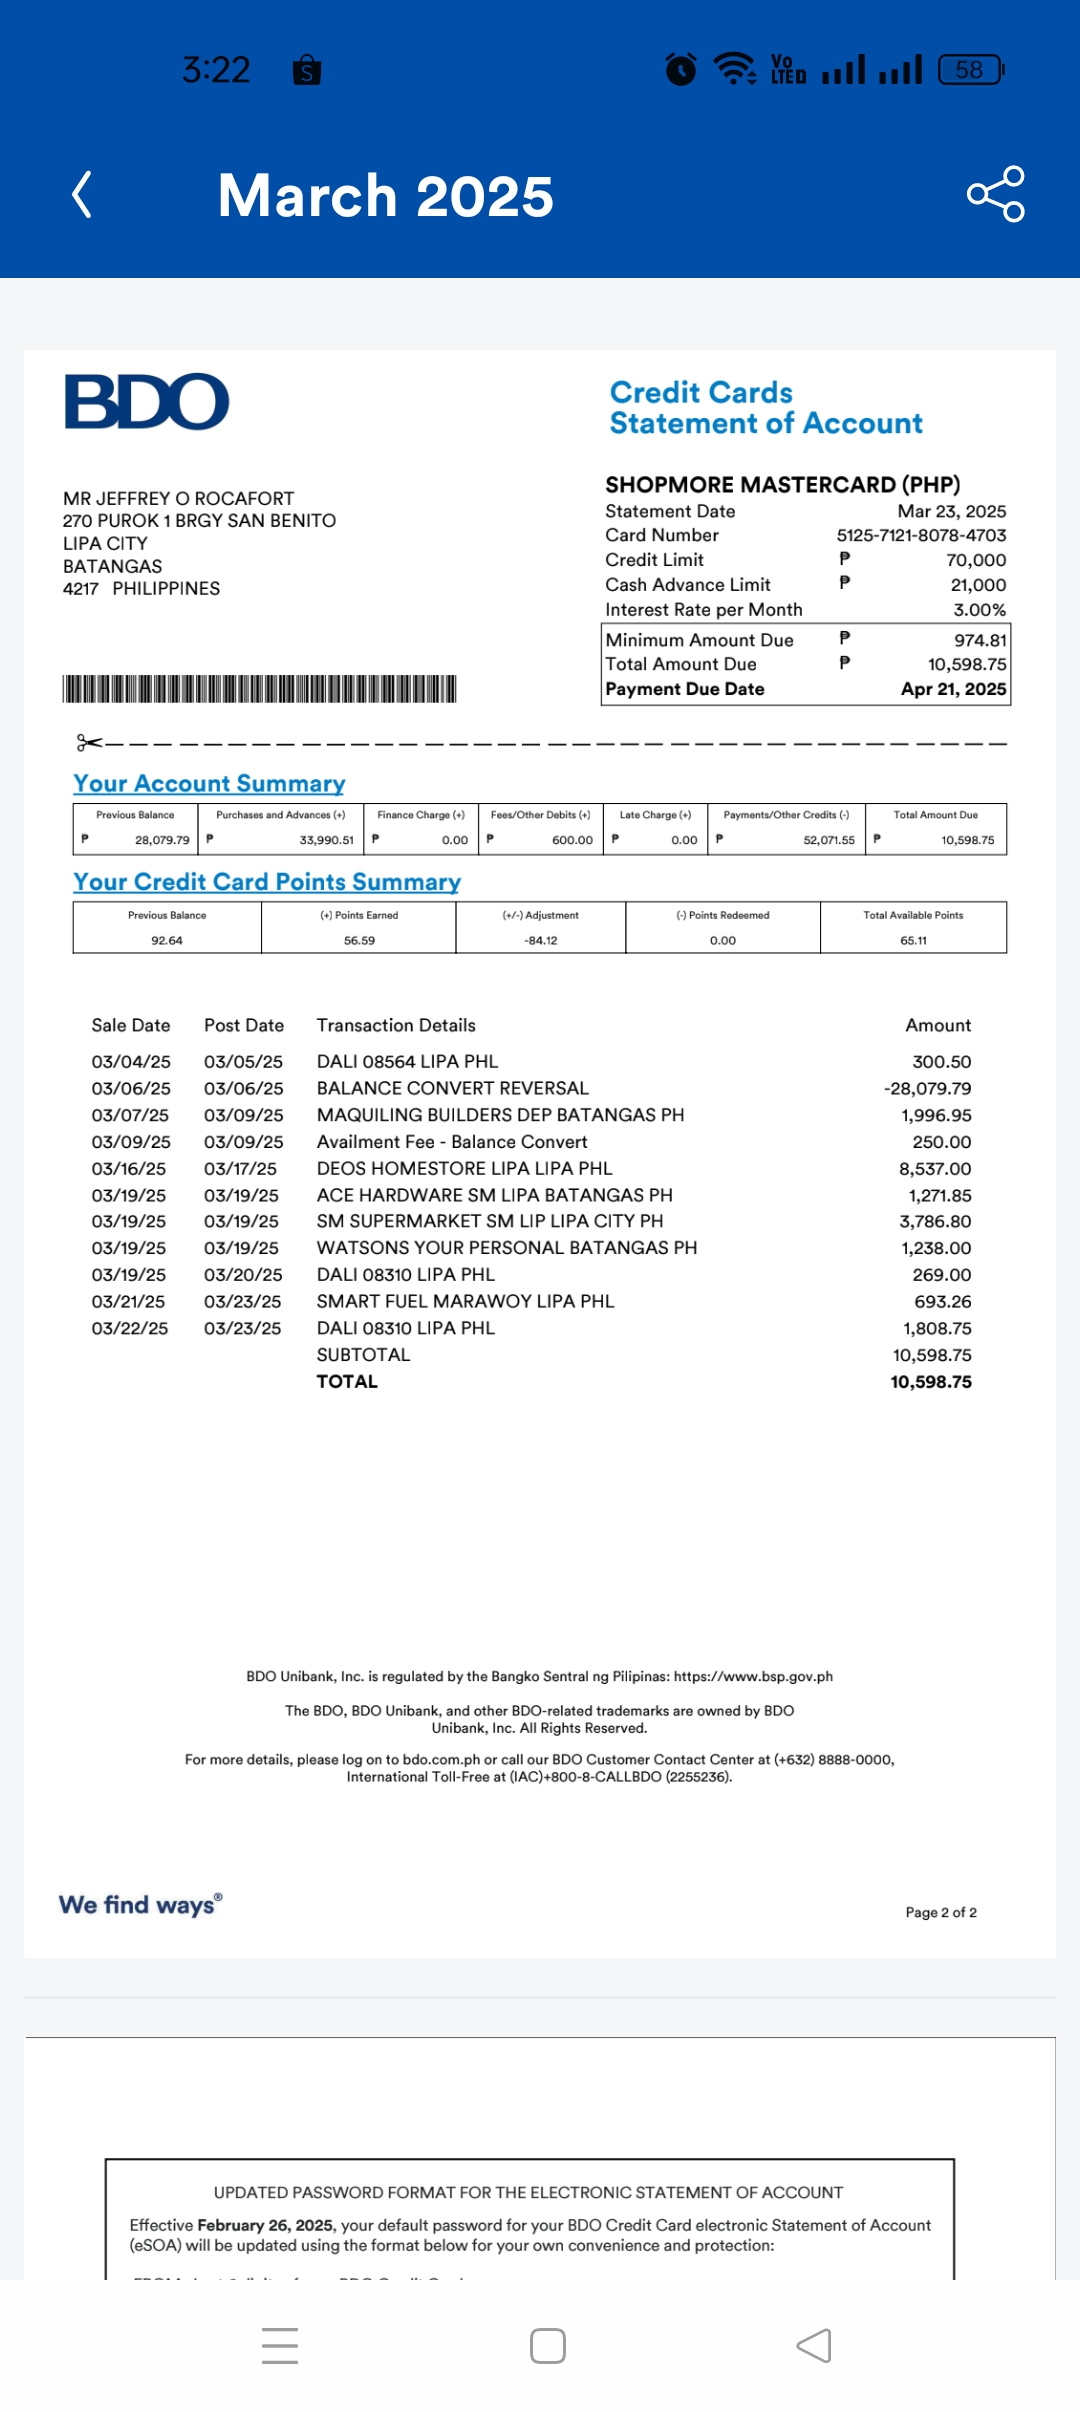 3:22
S
Vo
LTED
58
March 2025
BDO
Credit Cards
Statement of Account
MR JEFFREY O ROCAFORT
270 PUROK 1 BRGY SAN BENITO
LIPA CITY
BATANGAS
4217 PHILIPPINES
SHOPMORE MASTERCARD (PHP)
Statement Date Mar 23, 2025
Card Number 5125-7121-8078-4703
Credit Limit ₱ 70,000
Cash Advance Limit ₱ 21,000
Interest Rate per Month 3.00%
Minimum Amount Due ₱ 974.81
Total Amount Due ₱ 10,598.75
Payment Due Date Apr 21, 2025
Your Account Summary
Previous Balance Purchases and Advances (+) Finance Charge (+) Fees/Other Debits (+) Late Charge (+) Payments/Other Credits (-) Total Amount Due
₱ 28,079.79 ₱ 33,990.51 ₱ 0.00 ₱ 600.00 ₱ 0.00 ₱ 52,071.55 ₱ 10,598.75
Your Credit Card Points Summary
Previous Balance (+) Points Earned (+/-) Adjustment (-) Points Redeemed Total Available Points
92.64 56.59 -84.12 0.00 65.11
Sale Date Post Date Transaction Details Amount
03/04/25 03/05/25 DALI 08564 LIPA PHL 300.50
03/06/25 03/06/25 BALANCE CONVERT REVERSAL -28,079.79
03/07/25 03/09/25 MAQUILING BUILDERS DEP BATANGAS PH 1,996.95
03/09/25 03/09/25 Availment Fee - Balance Convert 250.00
03/16/25 03/17/25 DEOS HOMESTORE LIPA LIPA PHL 8,537.00
03/19/25 03/19/25 ACE HARDWARE SM LIPA BATANGAS PH 1,271.85
03/19/25 03/19/25 SM SUPERMARKET SM LIP LIPA CITY PH 3,786.80
03/19/25 03/19/25 WATSONS YOUR PERSONAL BATANGAS PH 1,238.00
03/19/25 03/20/25 DALI 08310 LIPA PHL 269.00
03/21/25 03/23/25 SMART FUEL MARAWOY LIPA PHL 693.26
03/22/25 03/23/25 DALI 08310 LIPA PHL 1,808.75
SUBTOTAL 10,598.75
TOTAL 10,598.75
BDO Unibank, Inc. is regulated by the Bangko Sentral ng Pilipinas: https://www.bsp.gov.ph
The BDO, BDO Unibank, and other BDO-related trademarks are owned by BDO
Unibank, Inc. All Rights Reserved.
For more details, please log on to bdo.com.ph or call our BDO Customer Contact Center at (+632) 8888-0000,
International Toll-Free at (IAC)+800-8-CALLBDO (2255236).
We find ways®
Page 2 of 2
UPDATED PASSWORD FORMAT FOR THE ELECTRONIC STATEMENT OF ACCOUNT
Effective February 26, 2025, your default password for your BDO Credit Card electronic Statement of Account
(eSOA) will be updated using the format below for your own convenience and protection: